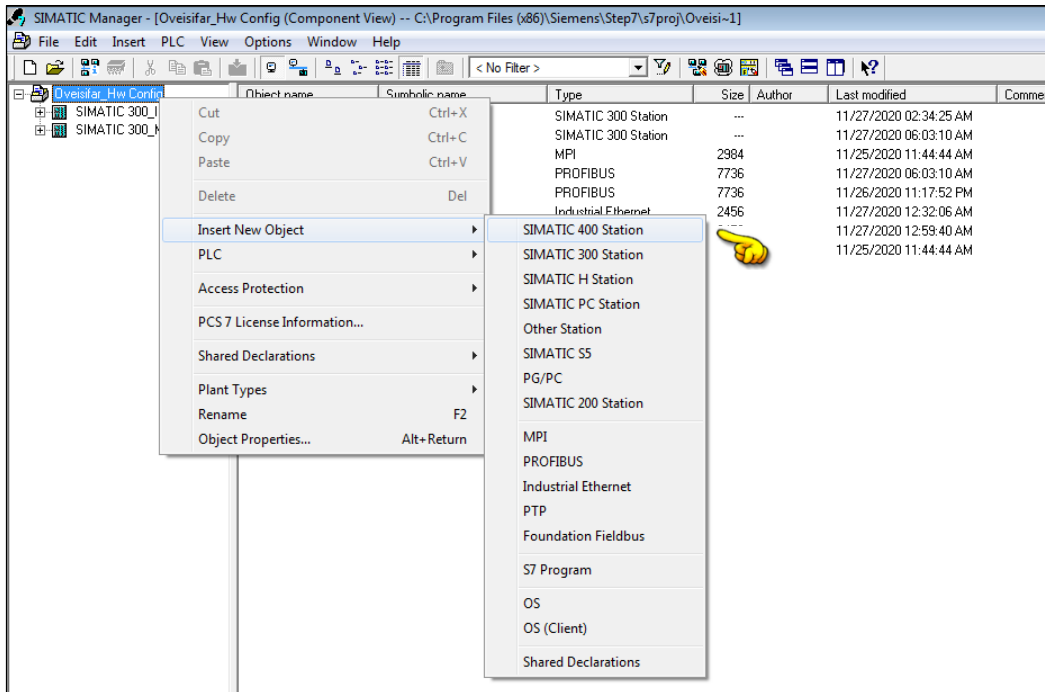 SIMATIC Manager - [Oveisifar_Hw Config (Component View) -- C:\Program Files (x86)\Siemens\Step7\s7proj\Oveisi~1]
File Edit Insert PLC View Options Window Help
< No Filter >
Oveisifar_Hw Config
SIMATIC 300_
SIMATIC 300_
Object name Symbolic name Type Size Author Last modified Comme
SIMATIC 300 Station --- 11/27/2020 02:34:25 AM
SIMATIC 300 Station --- 11/27/2020 06:03:10 AM
MPI 2984 11/25/2020 11:44:44 AM
PROFIBUS 7736 11/27/2020 06:03:10 AM
PROFIBUS 7736 11/26/2020 11:17:52 PM
Industrial Ethernet 2456 11/27/2020 12:32:06 AM
11/27/2020 12:59:40 AM
11/25/2020 11:44:44 AM
Cut Ctrl+X
Copy Ctrl+C
Paste Ctrl+V
Delete Del
Insert New Object
PLC
Access Protection
PCS 7 License Information...
Shared Declarations
Plant Types
Rename F2
Object Properties... Alt+Return
SIMATIC 400 Station
SIMATIC 300 Station
SIMATIC H Station
SIMATIC PC Station
Other Station
SIMATIC S5
PG/PC
SIMATIC 200 Station
MPI
PROFIBUS
Industrial Ethernet
PTP
Foundation Fieldbus
S7 Program
OS
OS (Client)
Shared Declarations